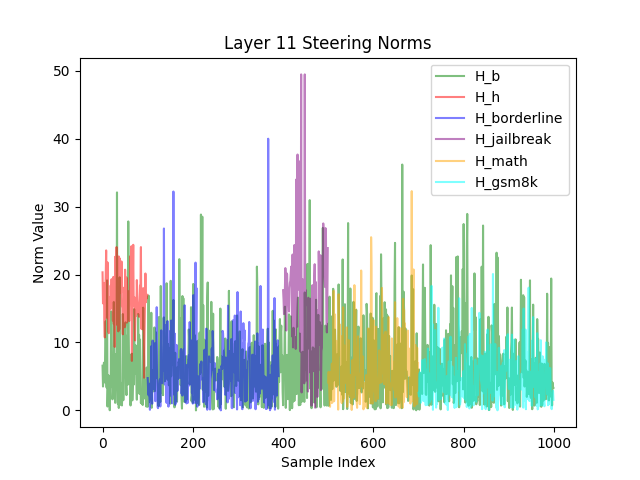 Layer 11 Steering Norms
50
40
30
20
10
0
Norm Value
0
200
400
600
800
1000
Sample Index
H_b
H_h
H_borderline
H_jailbreak
H_math
H_gsm8k